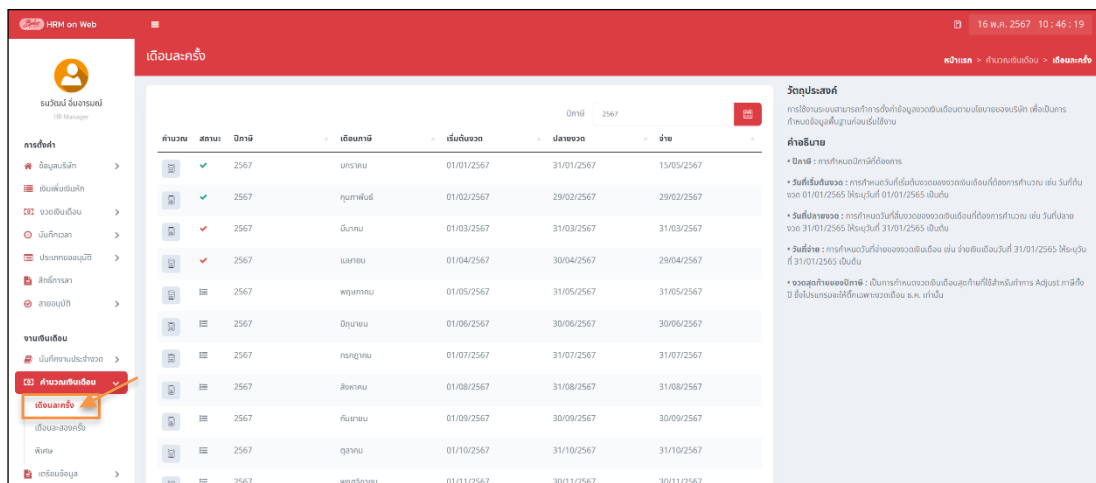 HRM on Web
16 พ.ค. 2567 10 : 46 : 19
เดือนละครั้ง
หน้าแรก > คำนวณเงินเดือน > เดือนละครั้ง
ธนวัฒน์ อิ่มอารมณ์
HR Manager
การตั้งค่า
ข้อมูลบริษัท
เงินเพิ่มเงินหัก
งวดเงินเดือน
บันทึกเวลา
ประเภทขออนุมัติ
สิทธิ์การลา
สายอนุมัติ
งานเงินเดือน
บันทึกงานประจำงวด
คำนวณเงินเดือน
เดือนละครั้ง
เดือนละสองครั้ง
พิเศษ
เตรียมข้อมูล
ปีภาษี 2567
คำนวณ สถานะ ปีภาษี เดือนภาษี เริ่มต้นงวด ปลายงวด จ่าย
2567 มกราคม 01/01/2567 31/01/2567 15/05/2567
2567 กุมภาพันธ์ 01/02/2567 29/02/2567 29/02/2567
2567 มีนาคม 01/03/2567 31/03/2567 31/03/2567
2567 เมษายน 01/04/2567 30/04/2567 29/04/2567
2567 พฤษภาคม 01/05/2567 31/05/2567 31/05/2567
2567 มิถุนายน 01/06/2567 30/06/2567 30/06/2567
2567 กรกฎาคม 01/07/2567 31/07/2567 31/07/2567
2567 สิงหาคม 01/08/2567 31/08/2567 31/08/2567
2567 กันยายน 01/09/2567 30/09/2567 30/09/2567
2567 ตุลาคม 01/10/2567 31/10/2567 31/10/2567
2567 พฤศจิกายน 01/11/2567 30/11/2567 30/11/2567
วัตถุประสงค์
การใช้งานระบบสามารถทำการตั้งค่าข้อมูลงวดเงินเดือนตามนโยบายของบริษัท เพื่อเป็นการ
กำหนดข้อมูลพื้นฐานก่อนเริ่มใช้งาน
คำอธิบาย
• ปีภาษี : การกำหนดปีภาษีที่ต้องการ
• วันที่เริ่มต้นงวด : การกำหนดวันที่เริ่มต้นงวดของงวดเงินเดือนที่ต้องการคำนวณ เช่น วันที่ต้น
งวด 01/01/2565 ให้ระบุวันที่ 01/01/2565 เป็นต้น
• วันที่ปลายงวด : การกำหนดวันที่สิ้นงวดของงวดเงินเดือนที่ต้องการคำนวณ เช่น วันที่ปลาย
งวด 31/01/2565 ให้ระบุวันที่ 31/01/2565 เป็นต้น
• วันที่จ่าย : การกำหนดวันที่จ่ายของงวดเงินเดือน เช่น จ่ายเงินเดือนวันที่ 31/01/2565 ให้ระบุวัน
ที่ 31/01/2565 เป็นต้น
• งวดสุดท้ายของปีภาษี : เป็นการกำหนดงวดเงินเดือนสุดท้ายที่ใช้สำหรับทำการ Adjust ภาษีทั้ง
ปี ซึ่งโปรแกรมจะให้ติ๊กเฉพาะงวดเดือน ธ.ค. เท่านั้น